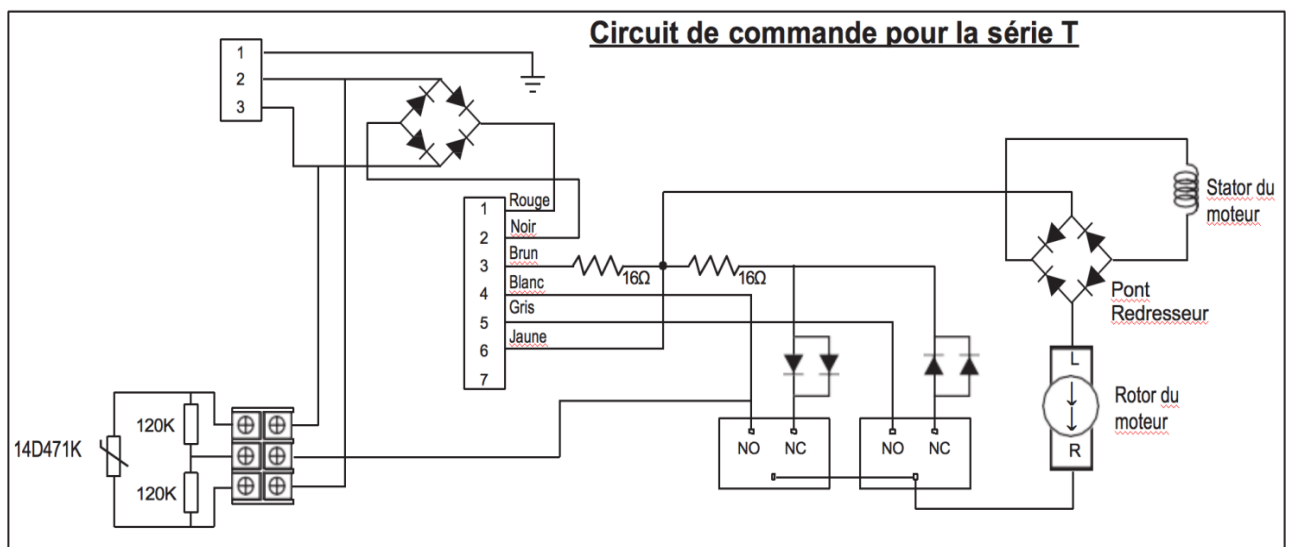 Circuit de commande pour la série T
1
2
3
Rouge
1
Noir
2
Brun
3
16Ω
16Ω
Blanc
4
Gris
5
Jaune
6
7
Stator du
moteur
Pont
Redresseur
L
Rotor du
moteur
R
14D471K
120K
120K
NO
NC
NO
NC